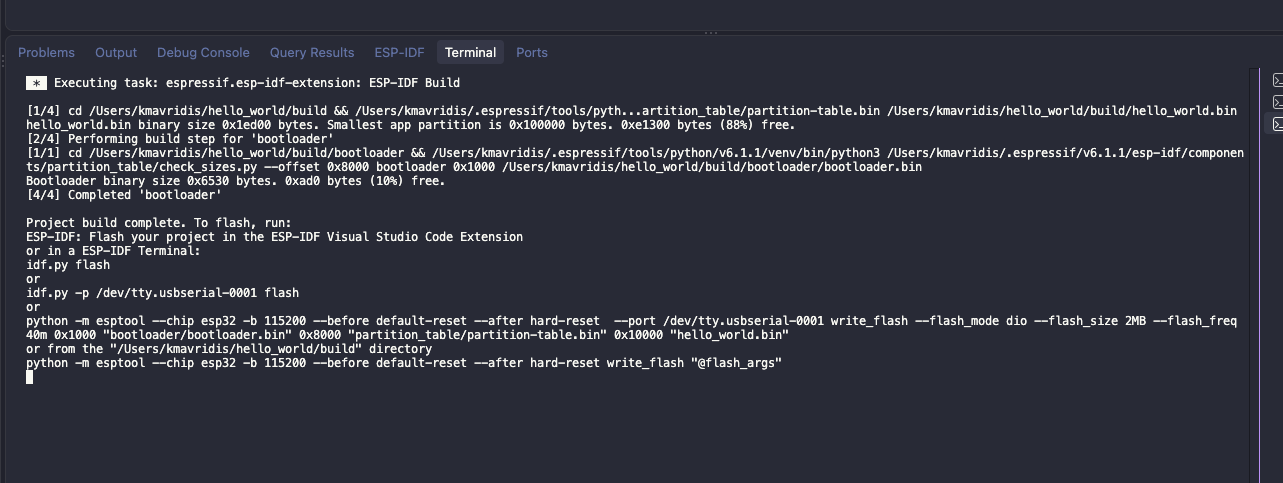 Problems Output Debug Console Query Results ESP-IDF Terminal Ports
* Executing task: espressif.esp-idf-extension: ESP-IDF Build
[1/4] cd /Users/kmavridis/hello_world/build && /Users/kmavridis/.espressif/tools/pyth...artition_table/partition-table.bin /Users/kmavridis/hello_world/build/hello_world.bin
hello_world.bin binary size 0x1ed00 bytes. Smallest app partition is 0x100000 bytes. 0xe1300 bytes (88%) free.
[2/4] Performing build step for 'bootloader'
[1/1] cd /Users/kmavridis/hello_world/build/bootloader && /Users/kmavridis/.espressif/tools/python/v6.1.1/venv/bin/python3 /Users/kmavridis/.espressif/v6.1.1/esp-idf/componen
ts/partition_table/check_sizes.py --offset 0x8000 bootloader 0x1000 /Users/kmavridis/hello_world/build/bootloader/bootloader.bin
Bootloader binary size 0x6530 bytes. 0xad0 bytes (10%) free.
[4/4] Completed 'bootloader'
Project build complete. To flash, run:
ESP-IDF: Flash your project in the ESP-IDF Visual Studio Code Extension
or in a ESP-IDF Terminal:
idf.py flash
or
idf.py -p /dev/tty.usbserial-0001 flash
or
python -m esptool --chip esp32 -b 115200 --before default-reset --after hard-reset  --port /dev/tty.usbserial-0001 write_flash --flash_mode dio --flash_size 2MB --flash_freq
40m 0x1000 "bootloader/bootloader.bin" 0x8000 "partition_table/partition-table.bin" 0x10000 "hello_world.bin"
or from the "/Users/kmavridis/hello_world/build" directory
python -m esptool --chip esp32 -b 115200 --before default-reset --after hard-reset write_flash "@flash_args"